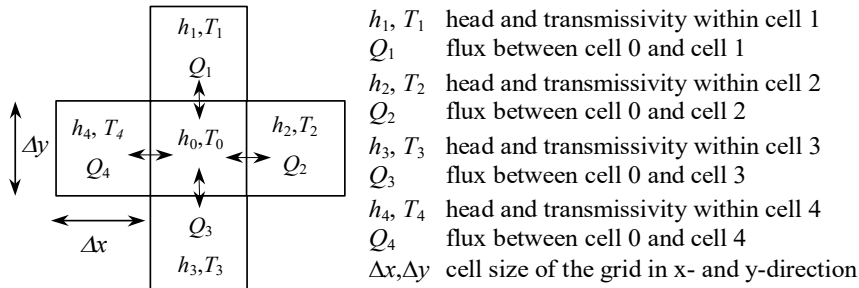 h₁,T₁
Q₁
Δy
h₄, T₄
h₀,T₀
h₂,T₂
Q₄
Q₂
Δx
Q₃
h₃,T₃
h₁, T₁ head and transmissivity within cell 1
Q₁ flux between cell 0 and cell 1
h₂, T₂ head and transmissivity within cell 2
Q₂ flux between cell 0 and cell 2
h₃, T₃ head and transmissivity within cell 3
Q₃ flux between cell 0 and cell 3
h₄, T₄ head and transmissivity within cell 4
Q₄ flux between cell 0 and cell 4
Δx,Δy cell size of the grid in x- and y-direction